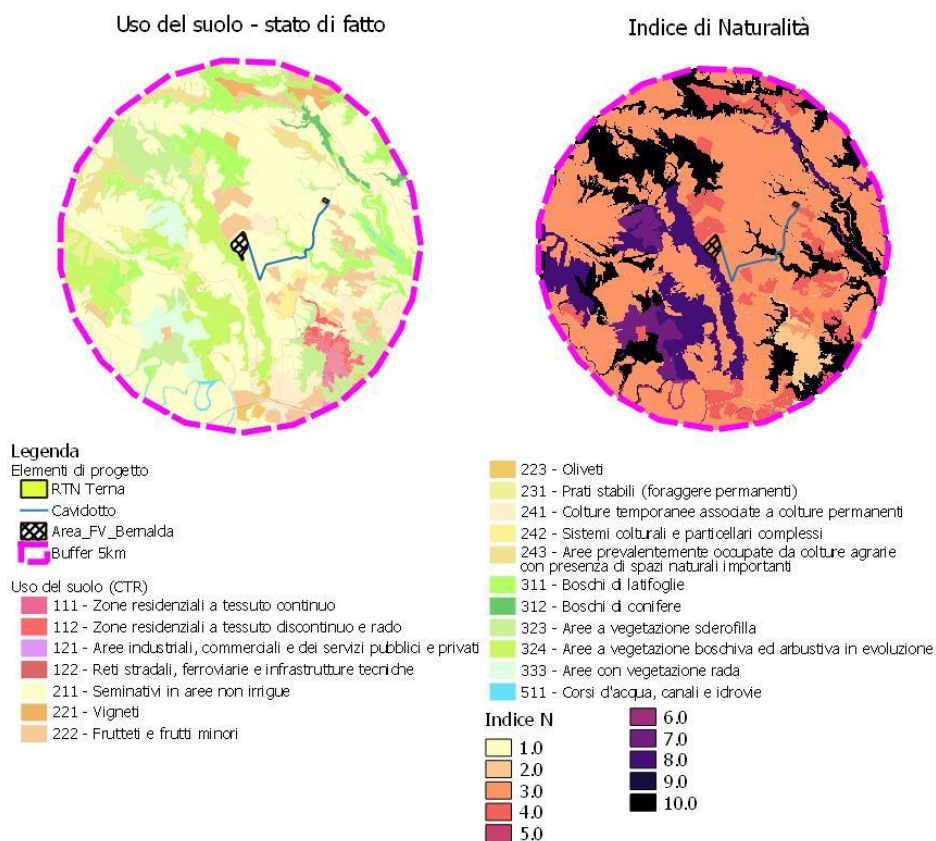 Uso del suolo - stato di fatto
Indice di Naturalità
Legenda
Elementi di progetto
RTN Terna
Cavidotto
Area_FV_Bernalda
Buffer 5km
Uso del suolo (CTR)
111 - Zone residenziali a tessuto continuo
112 - Zone residenziali a tessuto discontinuo e rado
121 - Aree industriali, commerciali e dei servizi pubblici e privati
122 - Reti stradali, ferroviarie e infrastrutture tecniche
211 - Seminativi in aree non irrigue
221 - Vigneti
222 - Frutteti e frutti minori
223 - Oliveti
231 - Prati stabili (foraggere permanenti)
241 - Colture temporanee associate a colture permanenti
242 - Sistemi colturali e particellari complessi
243 - Aree prevalentemente occupate da colture agrarie
con presenza di spazi naturali importanti
311 - Boschi di latifoglie
312 - Boschi di conifere
323 - Aree a vegetazione sclerofilla
324 - Aree a vegetazione boschiva ed arbustiva in evoluzione
333 - Aree con vegetazione rada
511 - Corsi d'acqua, canali e idrovie
Indice N
1.0
2.0
3.0
4.0
5.0
6.0
7.0
8.0
9.0
10.0